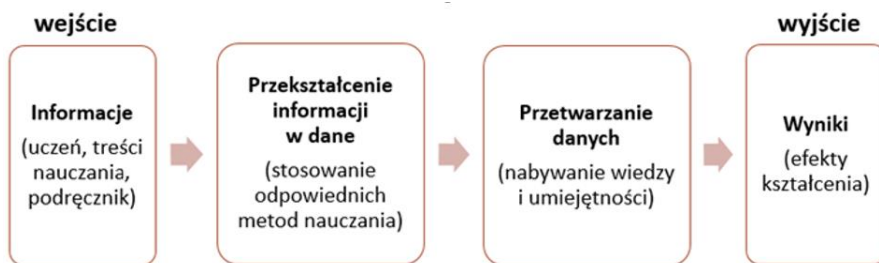 wejście
Informacje
(uczeń, treści
nauczania,
podręcznik)
Przekształcenie
informacji
w dane
(stosowanie
odpowiednich
metod nauczania)
Przetwarzanie
danych
(nabywanie wiedzy
i umiejętności)
wyjście
Wyniki
(efekty
kształcenia)